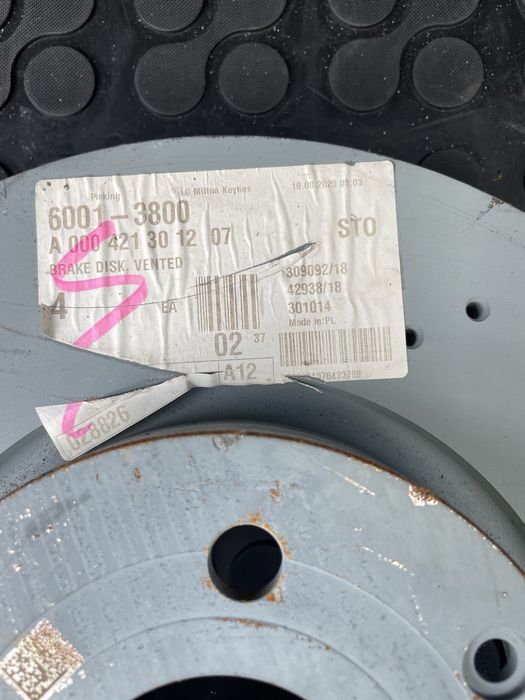 Picking LC Milton Keynes 19.08.2020 08:03
6001-3800
A 000 421 30 12 07 STO
BRAKE DISK, VENTED
309092/18
4 EA 42938/18
301014
Made in:PL
02 37
A12
028826